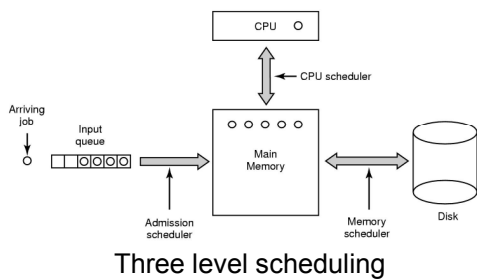 CPU
CPU scheduler
Arriving
job
Input
queue
Main
Memory
Disk
Admission
scheduler
Memory
scheduler
Three level scheduling